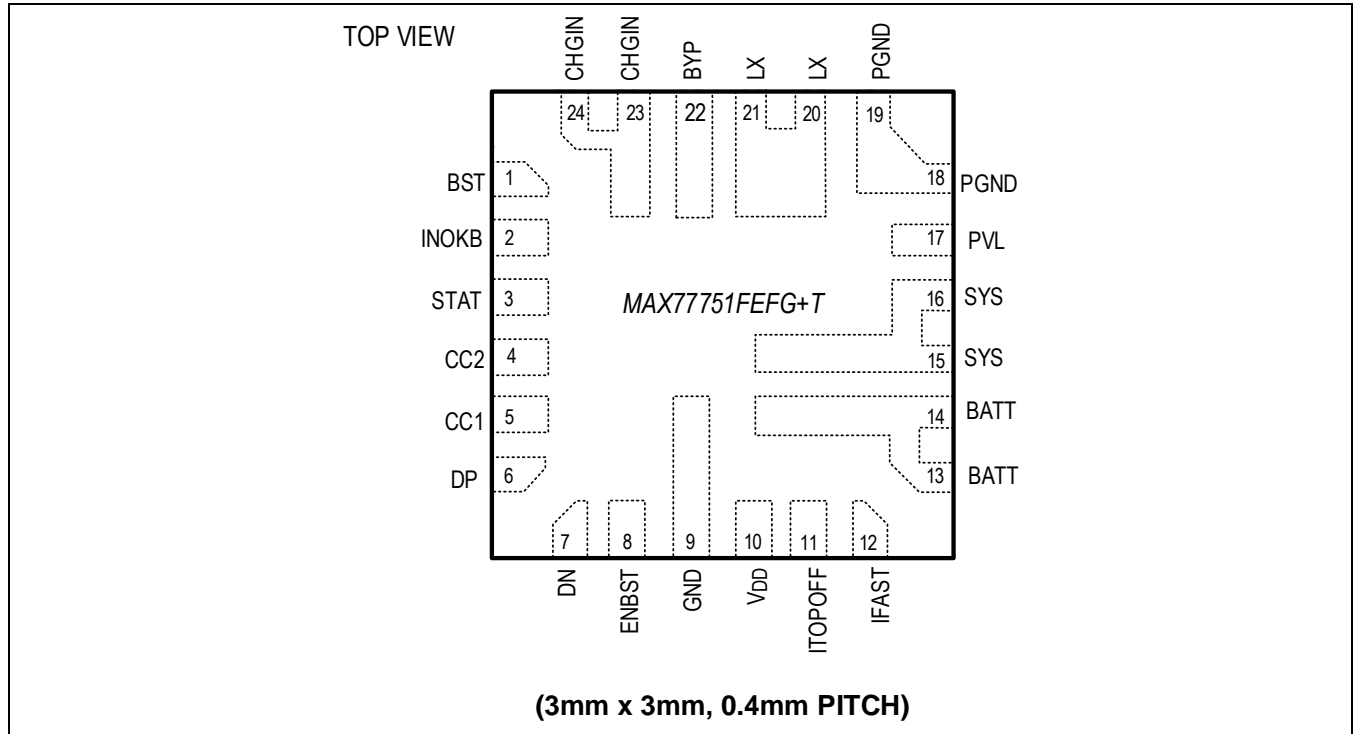 TOP VIEW
CHGIN
CHGIN
BYP
LX
LX
PGND
24
23
22
21
20
19
BST
1
18
PGND
INOKB
2
17
PVL
STAT
3
MAX77751FEFG+T
16
SYS
CC2
4
15
SYS
CC1
5
14
BATT
DP
6
13
BATT
7
8
9
10
11
12
DN
ENBST
GND
VDD
ITOPOFF
IFAST
(3mm x 3mm, 0.4mm PITCH)